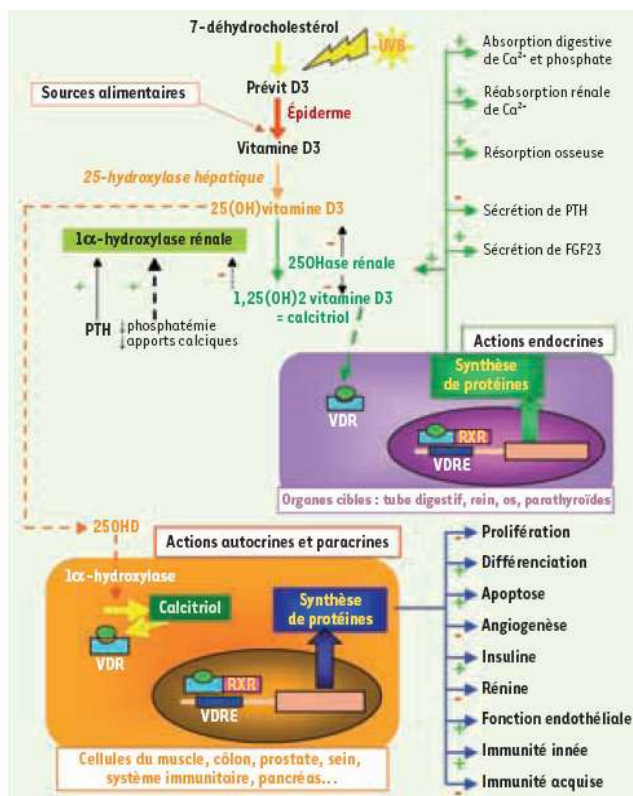 7-déhydrocholestérol
UVB
Prévit D3
Sources alimentaires
Épiderme
Vitamine D3
25-hydroxylase hépatique
25(OH)vitamine D3
1α-hydroxylase rénale
25OHase rénale
1,25(OH)2 vitamine D3
= calcitriol
+
+
-
-
-
PTH
↓phosphatémie
↓apports calciques
+
Absorption digestive
de Ca²⁺ et phosphate
+
Réabsorption rénale
de Ca²⁺
+
Résorption osseuse
-
Sécrétion de PTH
+
Sécrétion de FGF23
+
Actions endocrines
Synthèse
de protéines
VDR
RXR
VDRE
Organes cibles : tube digestif, rein, os, parathyroïdes
25OHD
Actions autocrines et paracrines
1α-hydroxylase
Calcitriol
VDR
Synthèse
de protéines
RXR
VDRE
Cellules du muscle, côlon, prostate, sein,
système immunitaire, pancréas...
Prolifération
-
Différenciation
+
Apoptose
+
Angiogenèse
-
Insuline
+
Rénine
-
Fonction endothéliale
+
Immunité innée
+
Immunité acquise
-